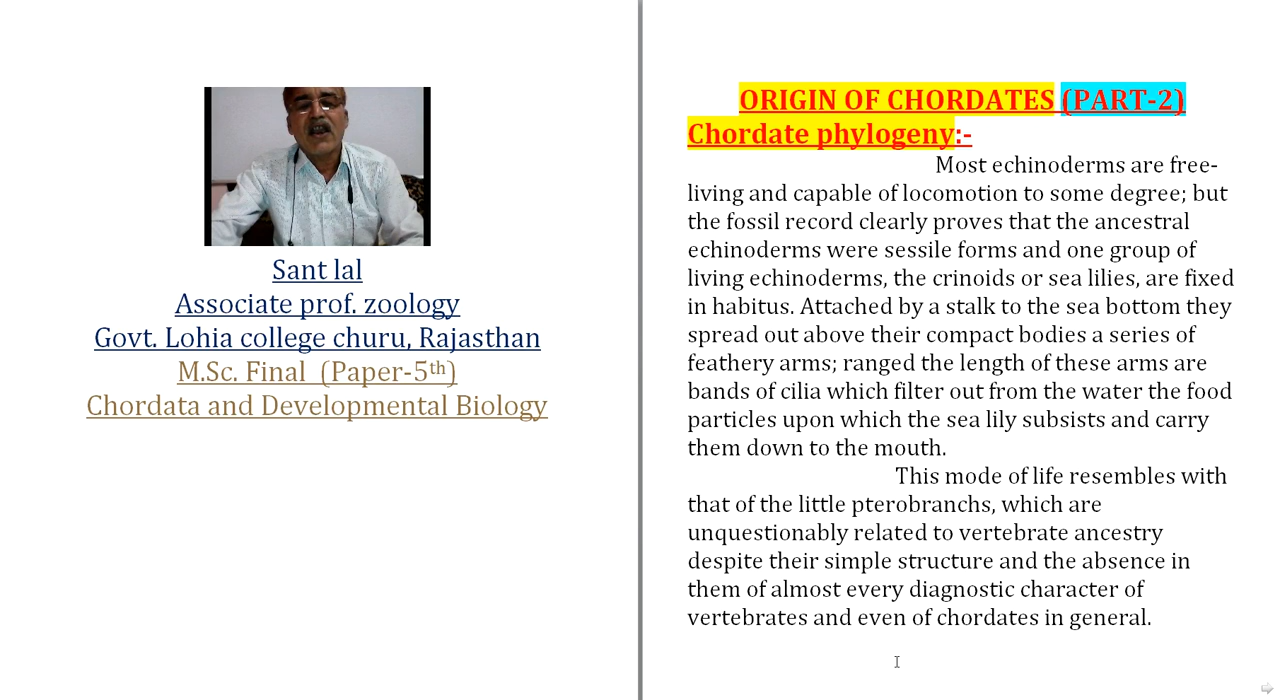 Sant lal
Associate prof. zoology
Govt. Lohia college churu, Rajasthan
M.Sc. Final (Paper-5th)
Chordata and Developmental Biology
ORIGIN OF CHORDATES (PART-2)
Chordate phylogeny:-
Most echinoderms are free-
living and capable of locomotion to some degree; but
the fossil record clearly proves that the ancestral
echinoderms were sessile forms and one group of
living echinoderms, the crinoids or sea lilies, are fixed
in habitus. Attached by a stalk to the sea bottom they
spread out above their compact bodies a series of
feathery arms; ranged the length of these arms are
bands of cilia which filter out from the water the food
particles upon which the sea lily subsists and carry
them down to the mouth.
This mode of life resembles with
that of the little pterobranchs, which are
unquestionably related to vertebrate ancestry
despite their simple structure and the absence in
them of almost every diagnostic character of
vertebrates and even of chordates in general.